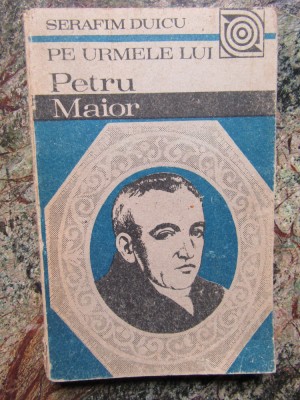 SERAFIM DUICU
PE URMELE LUI
Petru
Maior